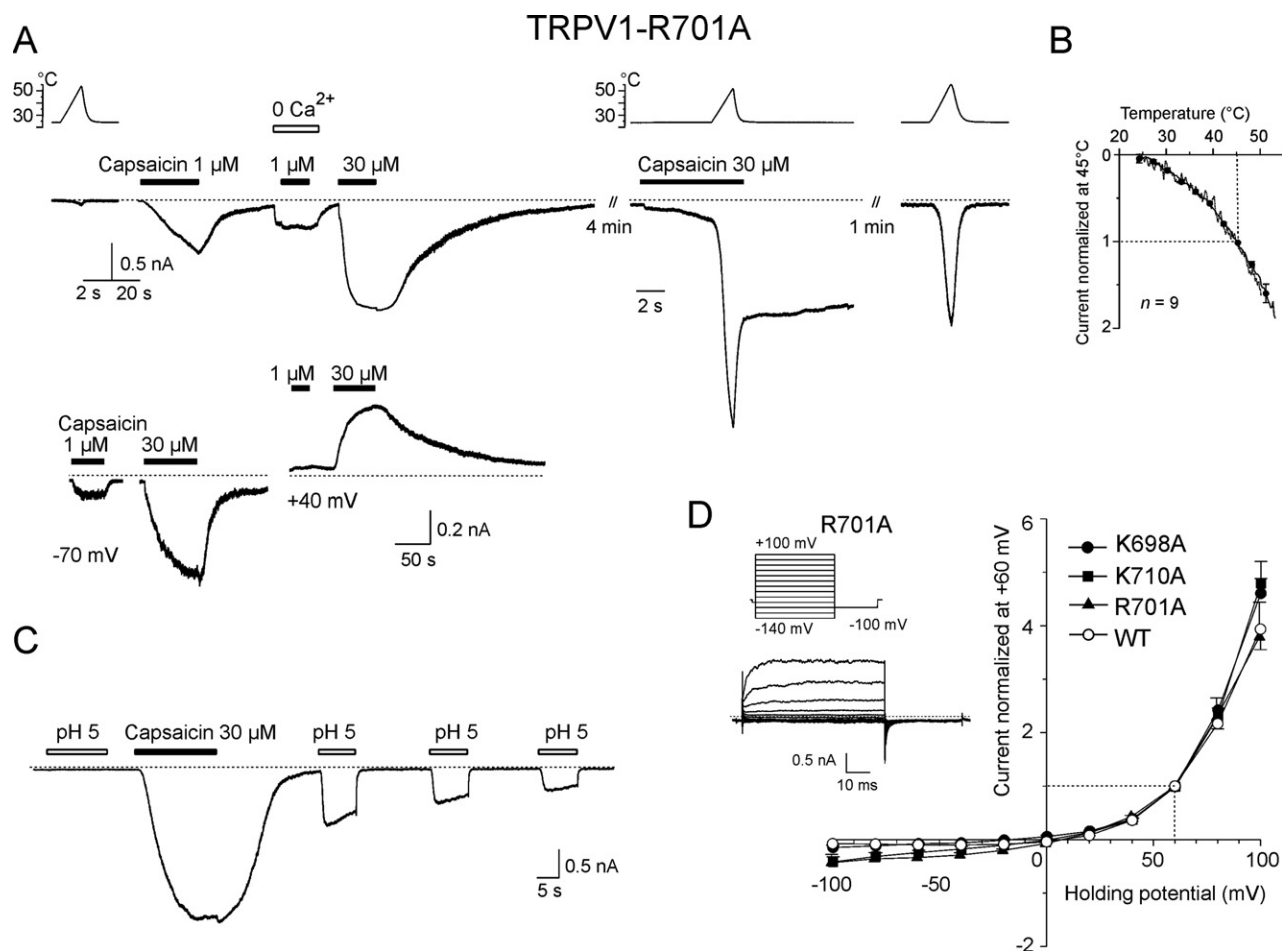 TRPV1-R701A
A
°C
50
30
0 Ca2+
Capsaicin 1 µM
1 µM
30 µM
0.5 nA
2 s
20 s
//
4 min
°C
50
30
Capsaicin 30 µM
2 s
//
1 min
Capsaicin
1 µM
30 µM
-70 mV
1 µM
30 µM
+40 mV
0.2 nA
50 s
B
Temperature (°C)
20 30 40 50
0
1
2
Current normalized at 45°C
n = 9
C
pH 5
Capsaicin 30 µM
pH 5
pH 5
pH 5
0.5 nA
5 s
D
R701A
+100 mV
-140 mV
-100 mV
0.5 nA
10 ms
Current normalized at +60 mV
6
4
2
0
-2
K698A
K710A
R701A
WT
-100
-50
50
100
Holding potential (mV)